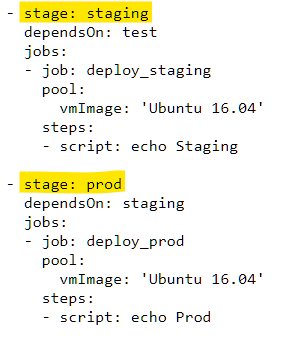 - stage: staging
  dependsOn: test
  jobs:
  - job: deploy_staging
    pool:
      vmImage: 'Ubuntu 16.04'
    steps:
    - script: echo Staging

- stage: prod
  dependsOn: staging
  jobs:
  - job: deploy_prod
    pool:
      vmImage: 'Ubuntu 16.04'
    steps:
    - script: echo Prod